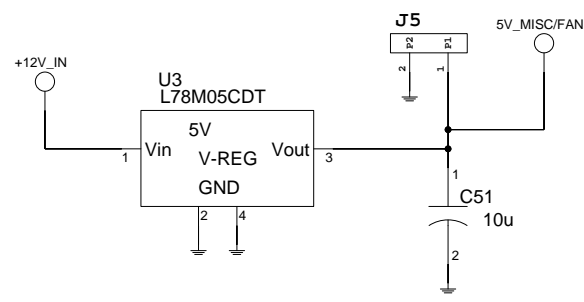 J5
5V_MISC/FAN
P2
P1
+12V_IN
2
1
U3
L78M05CDT
5V
1
Vin
Vout
3
V-REG
GND
2
4
1
C51
10u
2